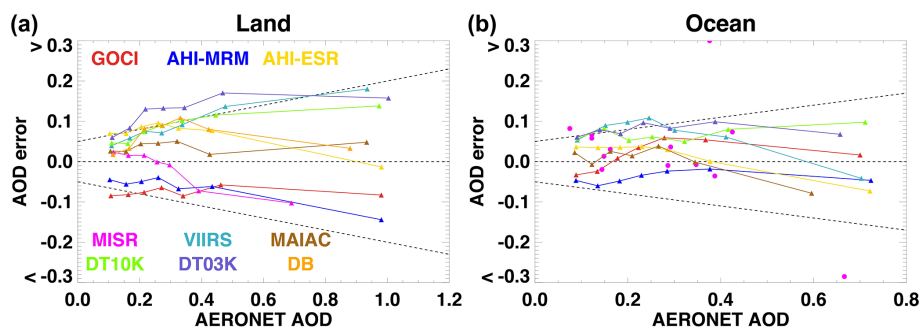 (a) Land
> 0.3
GOCI AHI-MRM AHI-ESR
0.2
0.1
0.0
-0.1
-0.2
< -0.3
AOD error
MISR VIIRS MAIAC
DT10K DT03K DB
0.0 0.2 0.4 0.6 0.8 1.0 1.2
AERONET AOD
(b) Ocean
> 0.3
0.2
0.1
0.0
-0.1
-0.2
< -0.3
AOD error
0.0 0.2 0.4 0.6 0.8
AERONET AOD